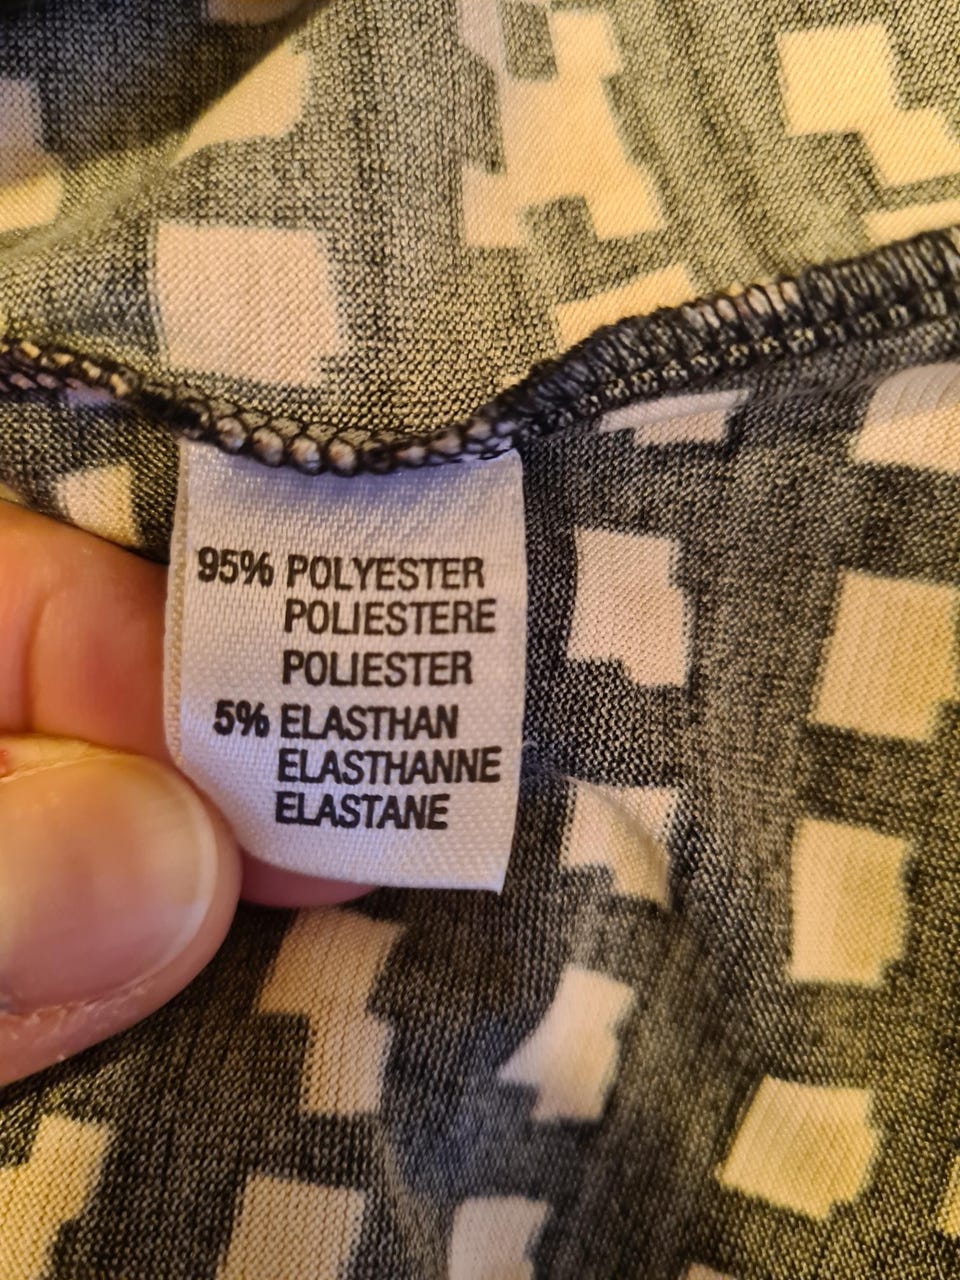 95% POLYESTER
POLIESTERE
POLIESTER
5% ELASTHAN
ELASTHANNE
ELASTANE